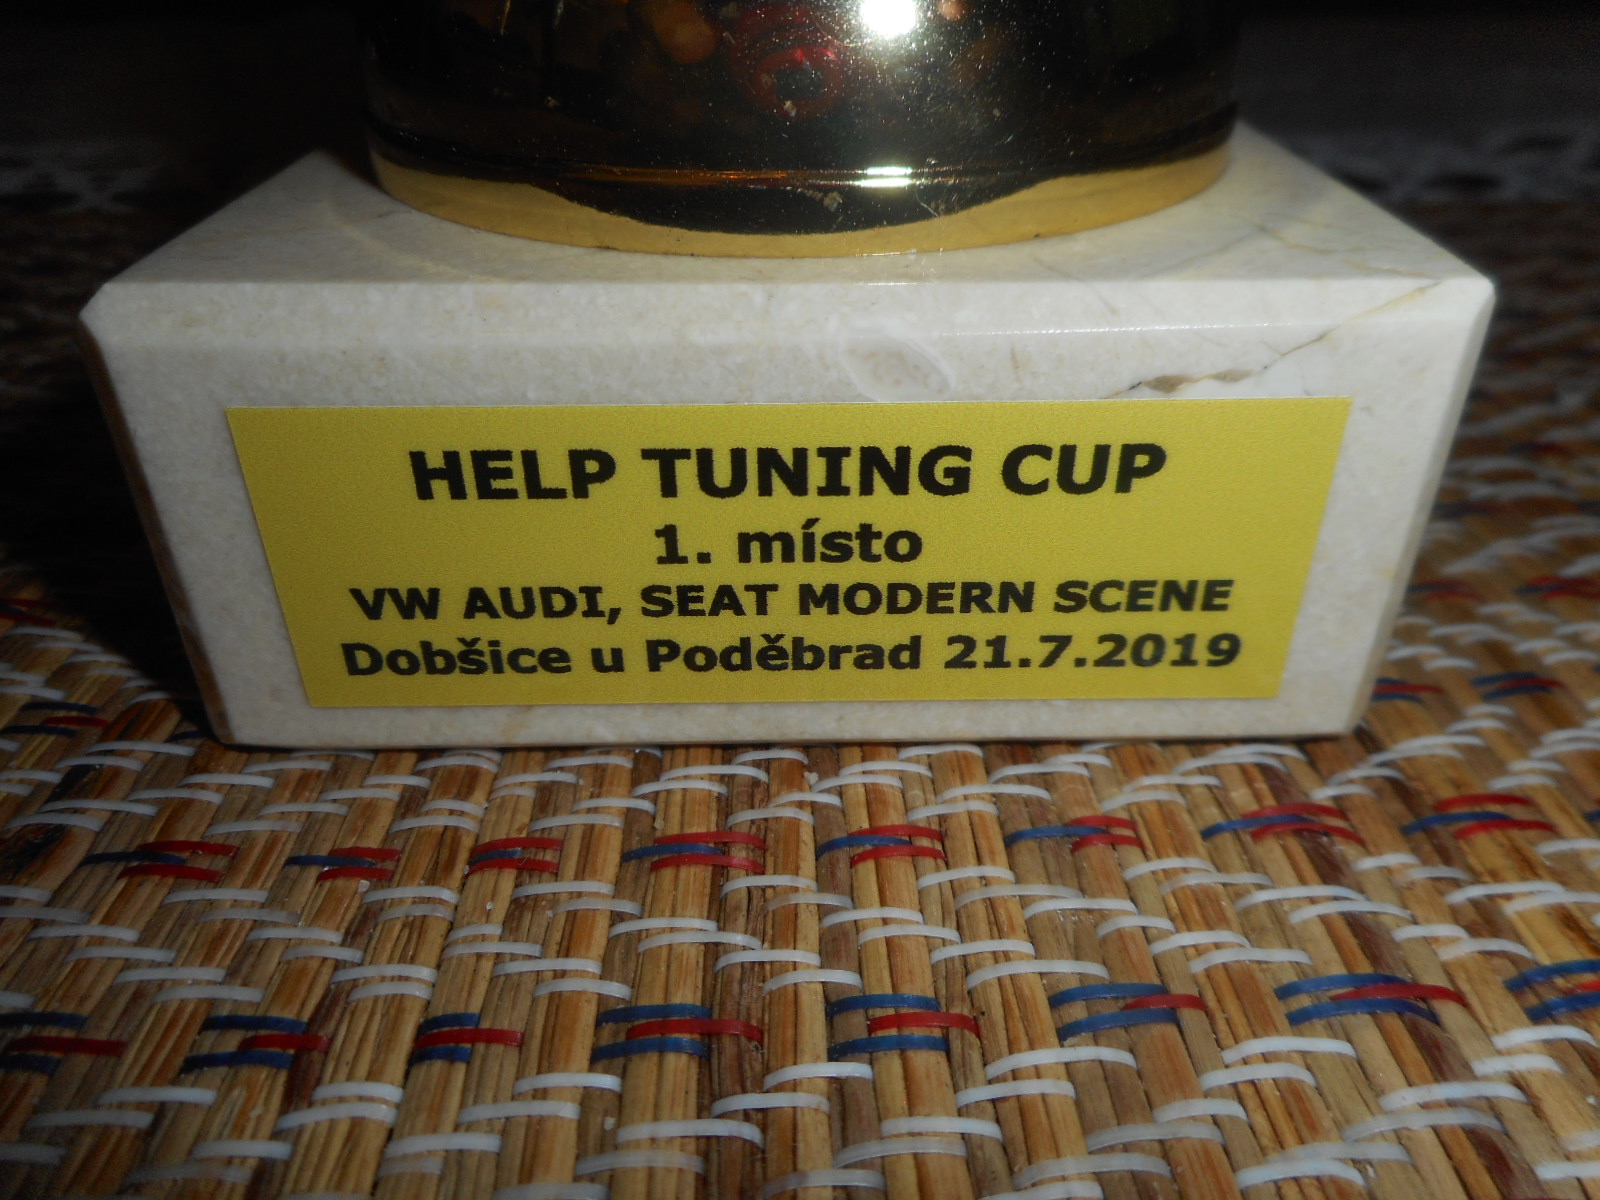 HELP TUNING CUP
1. místo
VW AUDI, SEAT MODERN SCENE
Dobšice u Poděbrad 21.7.2019